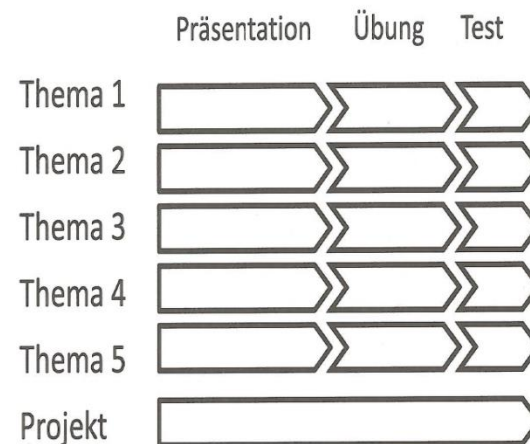 Präsentation Übung Test
Thema 1
Thema 2
Thema 3
Thema 4
Thema 5
Projekt